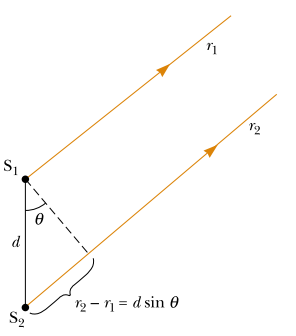 r₁
r₂
S₁
θ
d
r₂ − r₁ = d sin θ
S₂